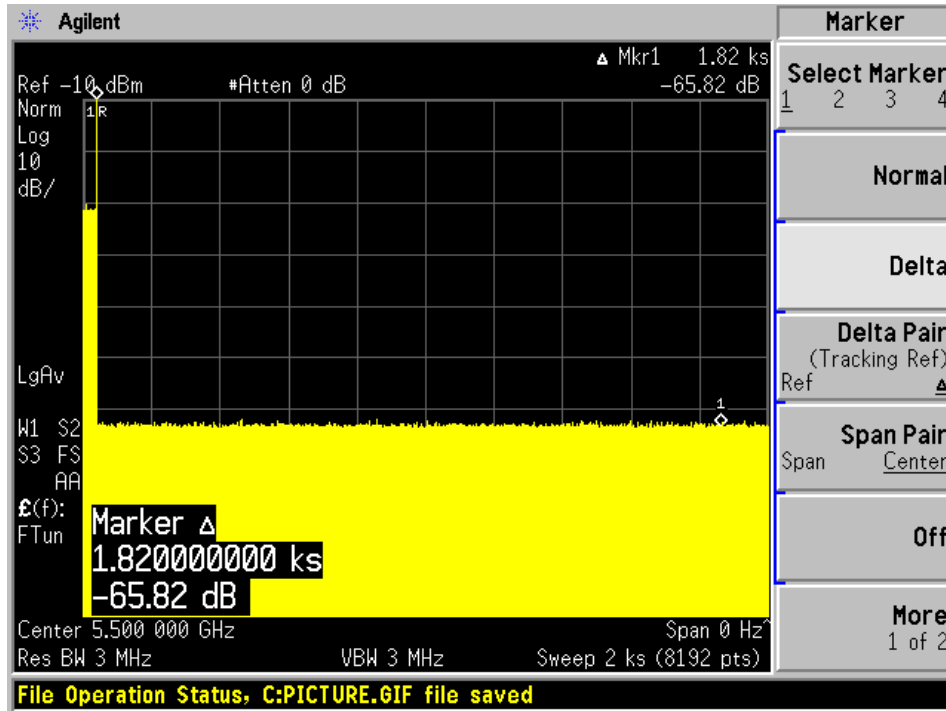 Agilent
Marker
Δ Mkr1 1.82 ks
Ref -10 dBm #Atten 0 dB -65.82 dB
Norm
Log
10
dB/
1R
LgAv
1
W1 S2
S3 FS
AA
£(f):
FTun
Marker Δ
1.820000000 ks
-65.82 dB
Center 5.500 000 GHz Span 0 Hz^
Res BW 3 MHz VBW 3 MHz Sweep 2 ks (8192 pts)
File Operation Status, C:PICTURE.GIF file saved
Select Marker
1 2 3 4
Normal
Delta
Delta Pair
(Tracking Ref)
Ref Δ
Span Pair
Span Center
Off
More
1 of 2